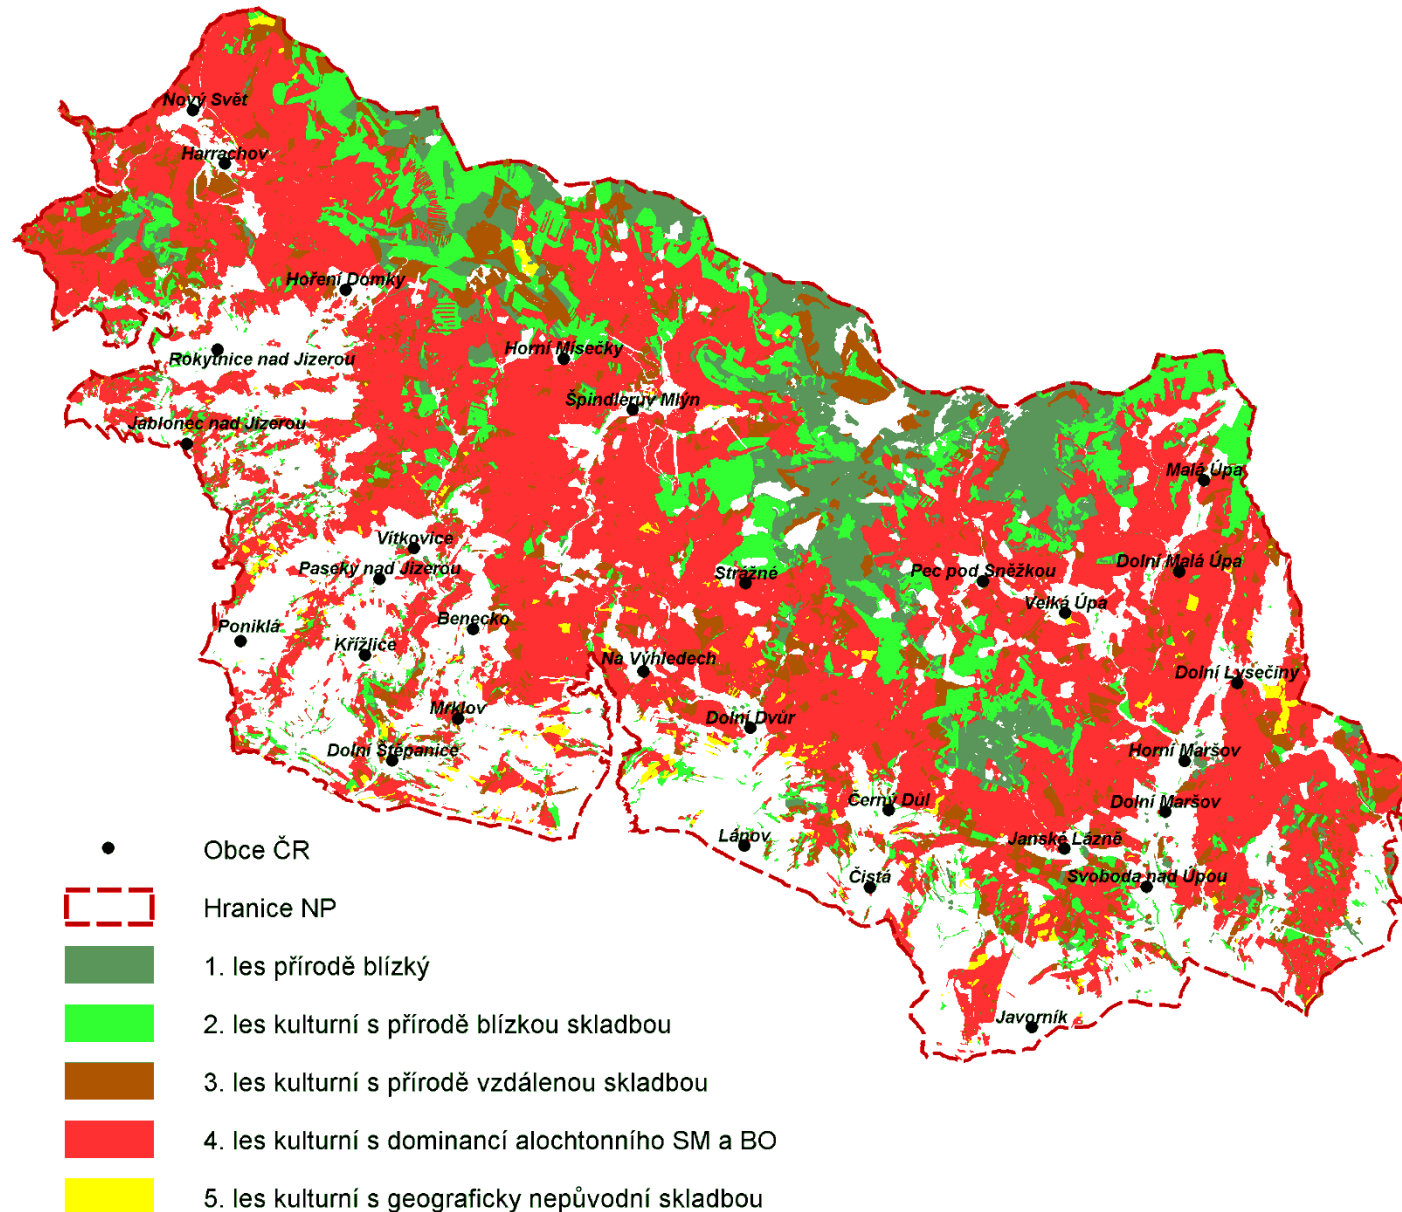 Nový Svět
Harrachov
Hoření Domky
Rokytnice nad Jizerou
Horní Mísečky
Špindleruv Mlýn
Jablonec nad Jizerou
Malá Úpa
Vítkovice
Paseky nad Jizerou
Strážné
Pec pod Sněžkou
Dolní Malá Úpa
Velká Úpa
Benecko
Poniklá
Křížlice
Na Výhledech
Dolní Lysečiny
Mrklov
Dolní Dvůr
Dolní Štěpanice
Horní Maršov
Černý Důl
Dolní Maršov
Lánov
Janské Lázně
Čistá
Svoboda nad Úpou
Javorník
Obce ČR
Hranice NP
1. les přírodě blízký
2. les kulturní s přírodě blízkou skladbou
3. les kulturní s přírodě vzdálenou skladbou
4. les kulturní s dominancí alochtonního SM a BO
5. les kulturní s geograficky nepůvodní skladbou